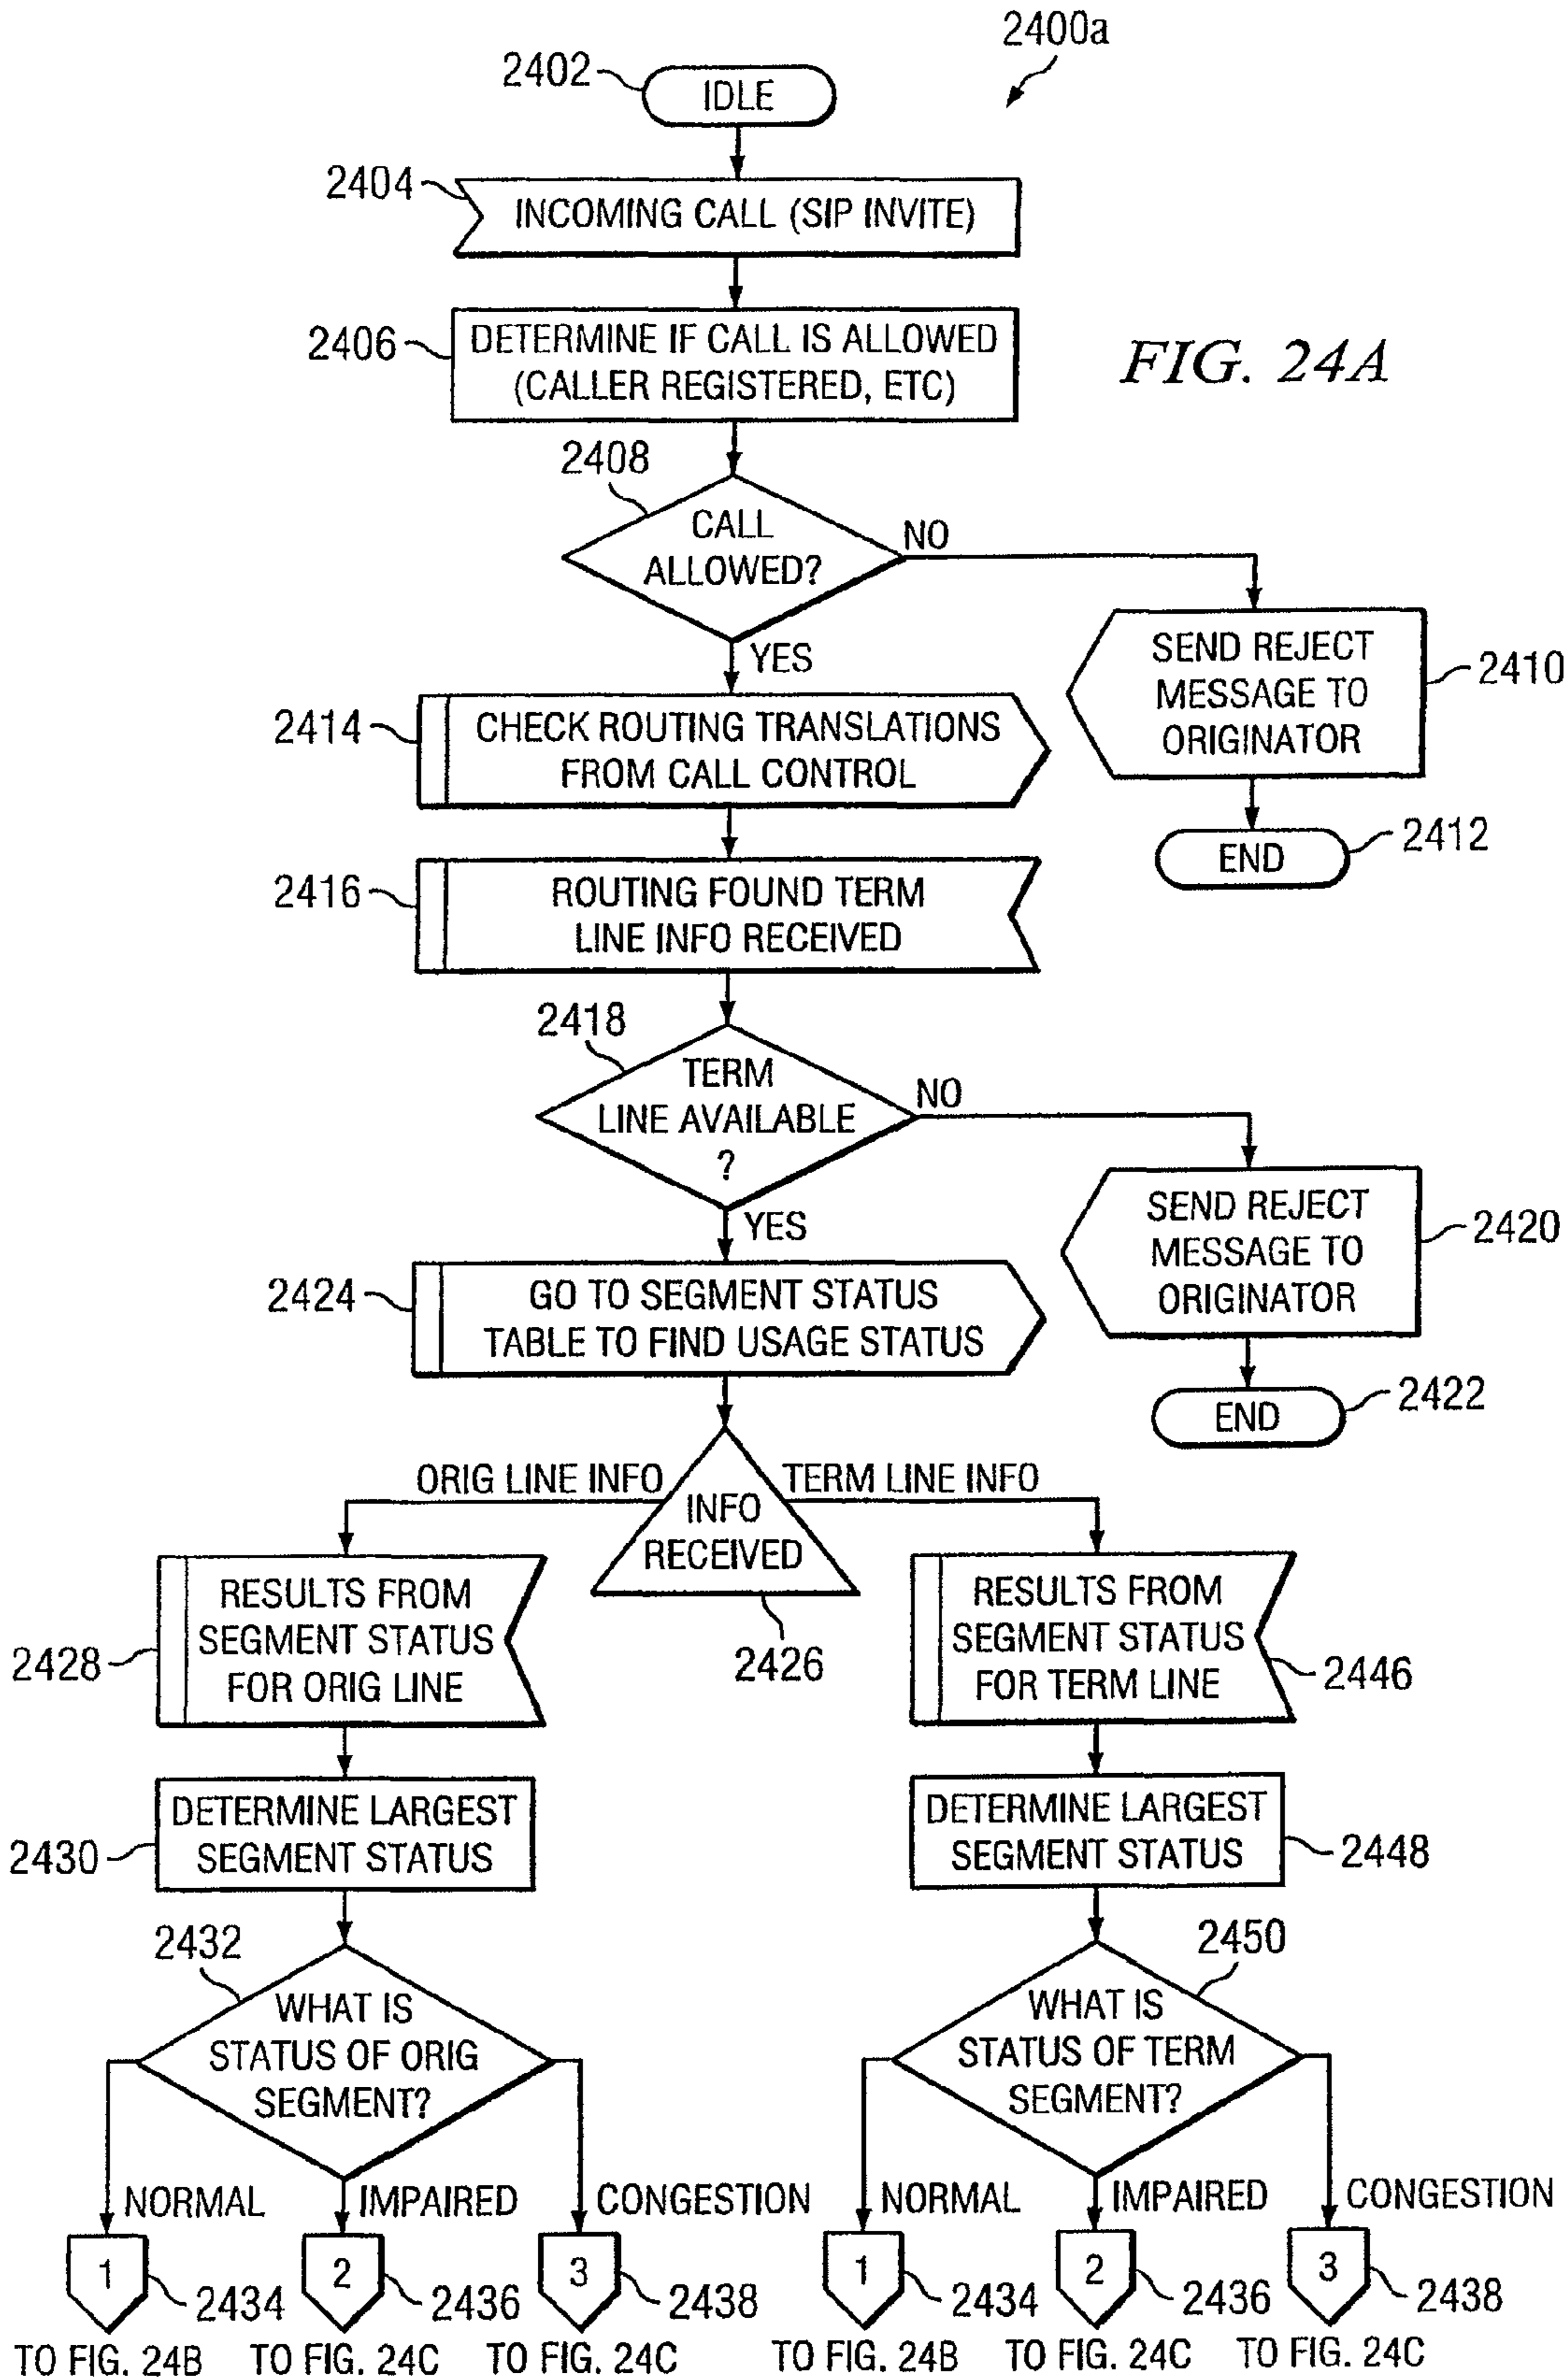 2400a
2402
IDLE
2404
INCOMING CALL (SIP INVITE)
2406
DETERMINE IF CALL IS ALLOWED
(CALLER REGISTERED, ETC)
FIG. 24A
2408
CALL
ALLOWED?
NO
YES
SEND REJECT
MESSAGE TO
ORIGINATOR
2410
2414
CHECK ROUTING TRANSLATIONS
FROM CALL CONTROL
END
2412
2416
ROUTING FOUND TERM
LINE INFO RECEIVED
2418
TERM
LINE AVAILABLE
?
NO
YES
SEND REJECT
MESSAGE TO
ORIGINATOR
2420
2424
GO TO SEGMENT STATUS
TABLE TO FIND USAGE STATUS
END
2422
ORIG LINE INFO
TERM LINE INFO
INFO
RECEIVED
2426
2428
RESULTS FROM
SEGMENT STATUS
FOR ORIG LINE
RESULTS FROM
SEGMENT STATUS
FOR TERM LINE
2446
2430
DETERMINE LARGEST
SEGMENT STATUS
DETERMINE LARGEST
SEGMENT STATUS
2448
2432
WHAT IS
STATUS OF ORIG
SEGMENT?
2450
WHAT IS
STATUS OF TERM
SEGMENT?
NORMAL
IMPAIRED
CONGESTION
NORMAL
IMPAIRED
CONGESTION
1
2434
2
2436
3
2438
1
2434
2
2436
3
2438
TO FIG. 24B
TO FIG. 24C
TO FIG. 24C
TO FIG. 24B
TO FIG. 24C
TO FIG. 24C